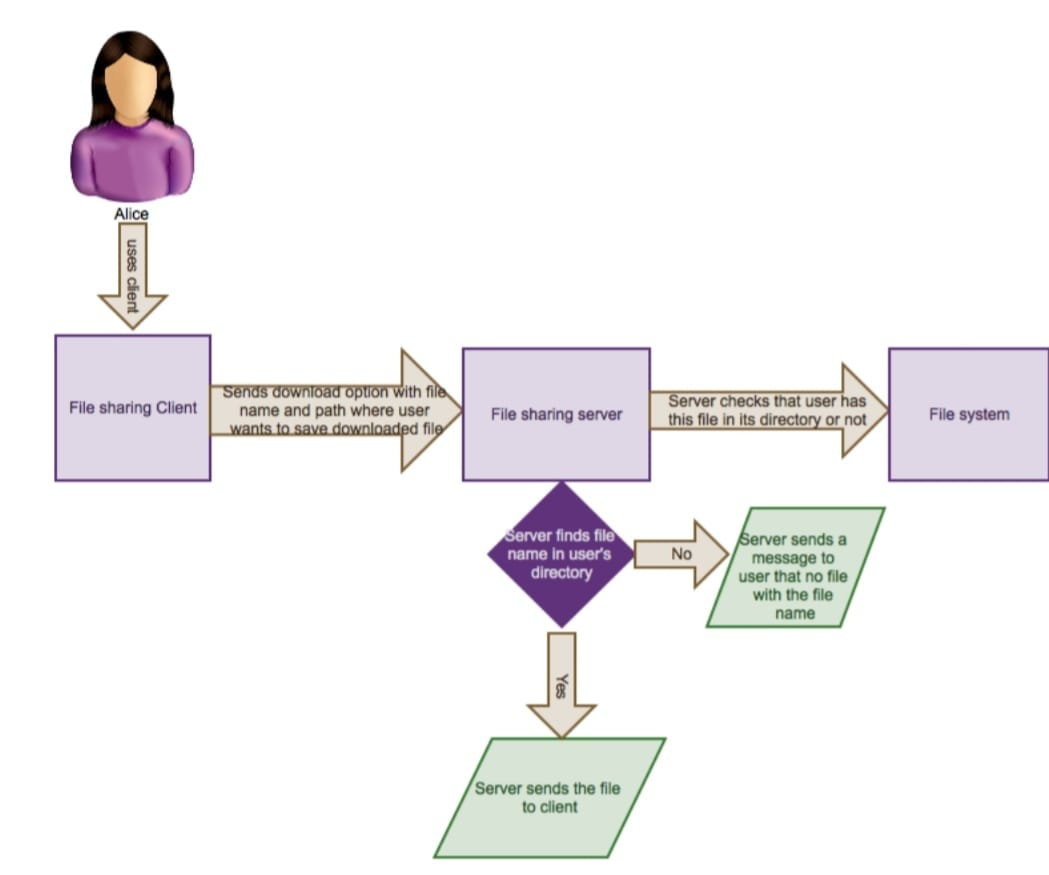 Alice
uses client
File sharing Client
Sends download option with file
name and path where user
wants to save downloaded file
File sharing server
Server checks that user has
this file in its directory or not
File system
Server finds file
name in user's
directory
No
Server sends a
message to
user that no file
with the file
name
Yes
Server sends the file
to client